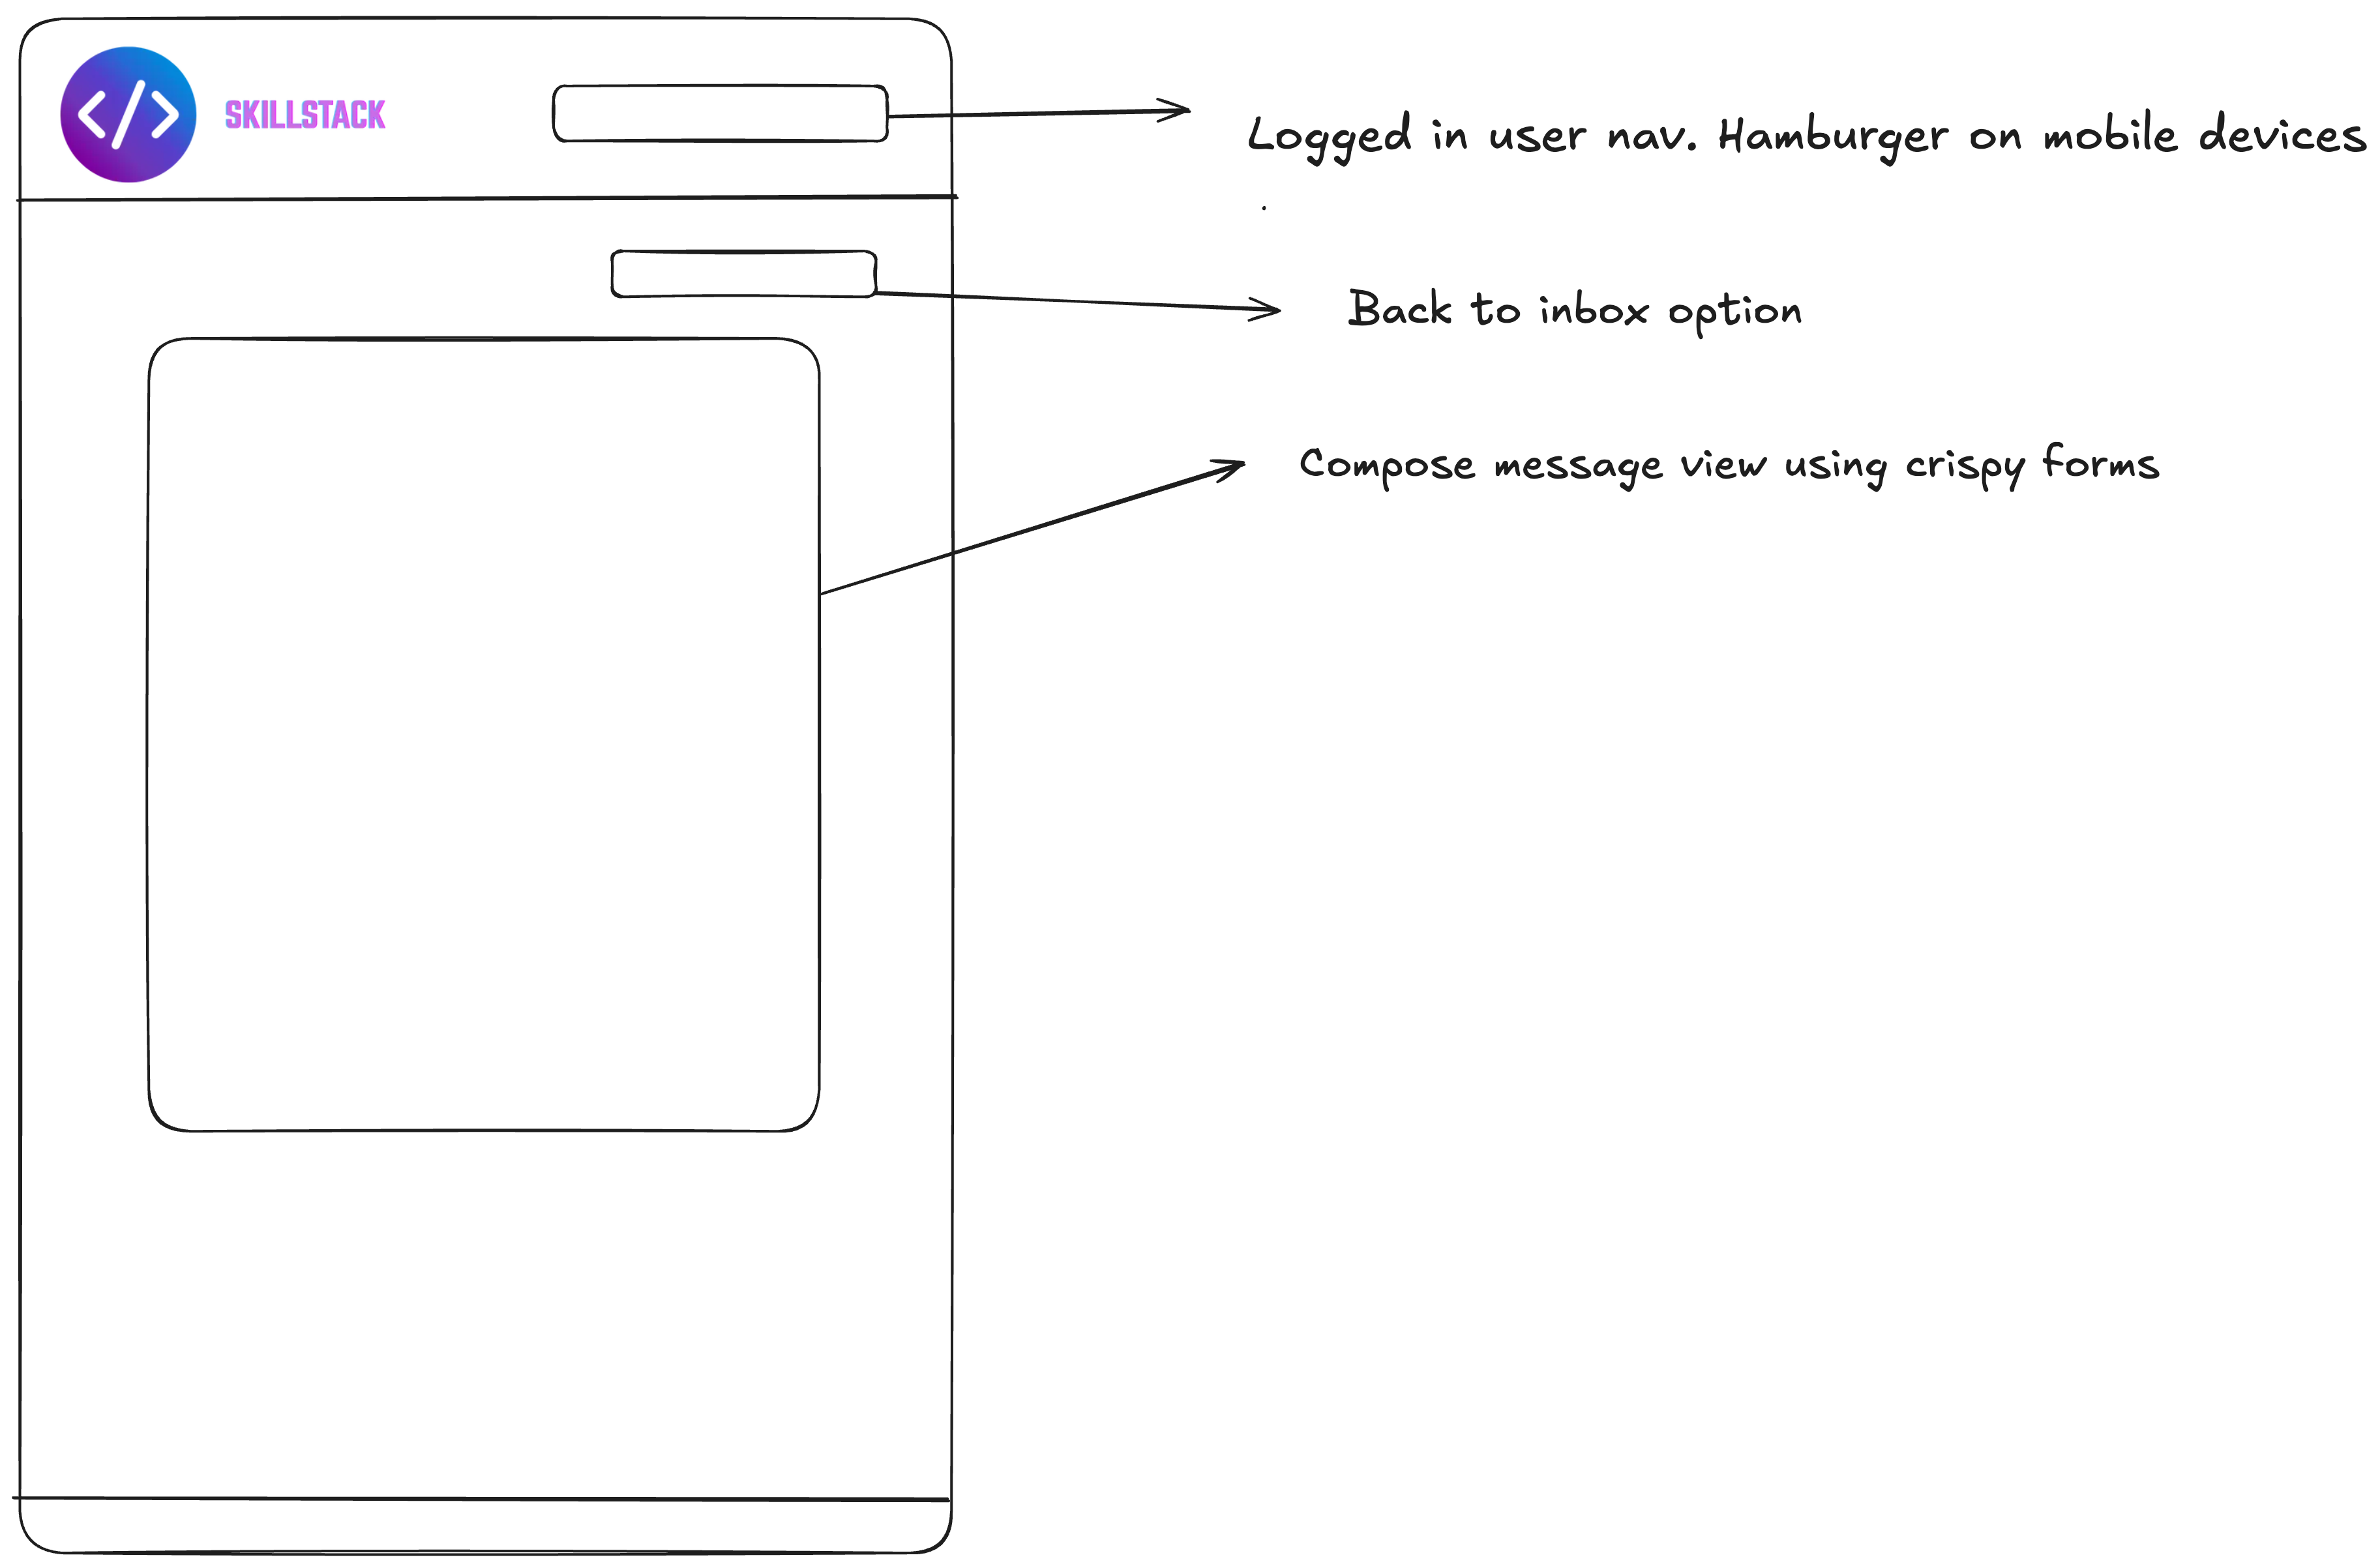 </>
SKILLSTACK
Logged in user nav. Hamburger on mobile devices
.
Back to inbox option
Compose message view using crispy forms